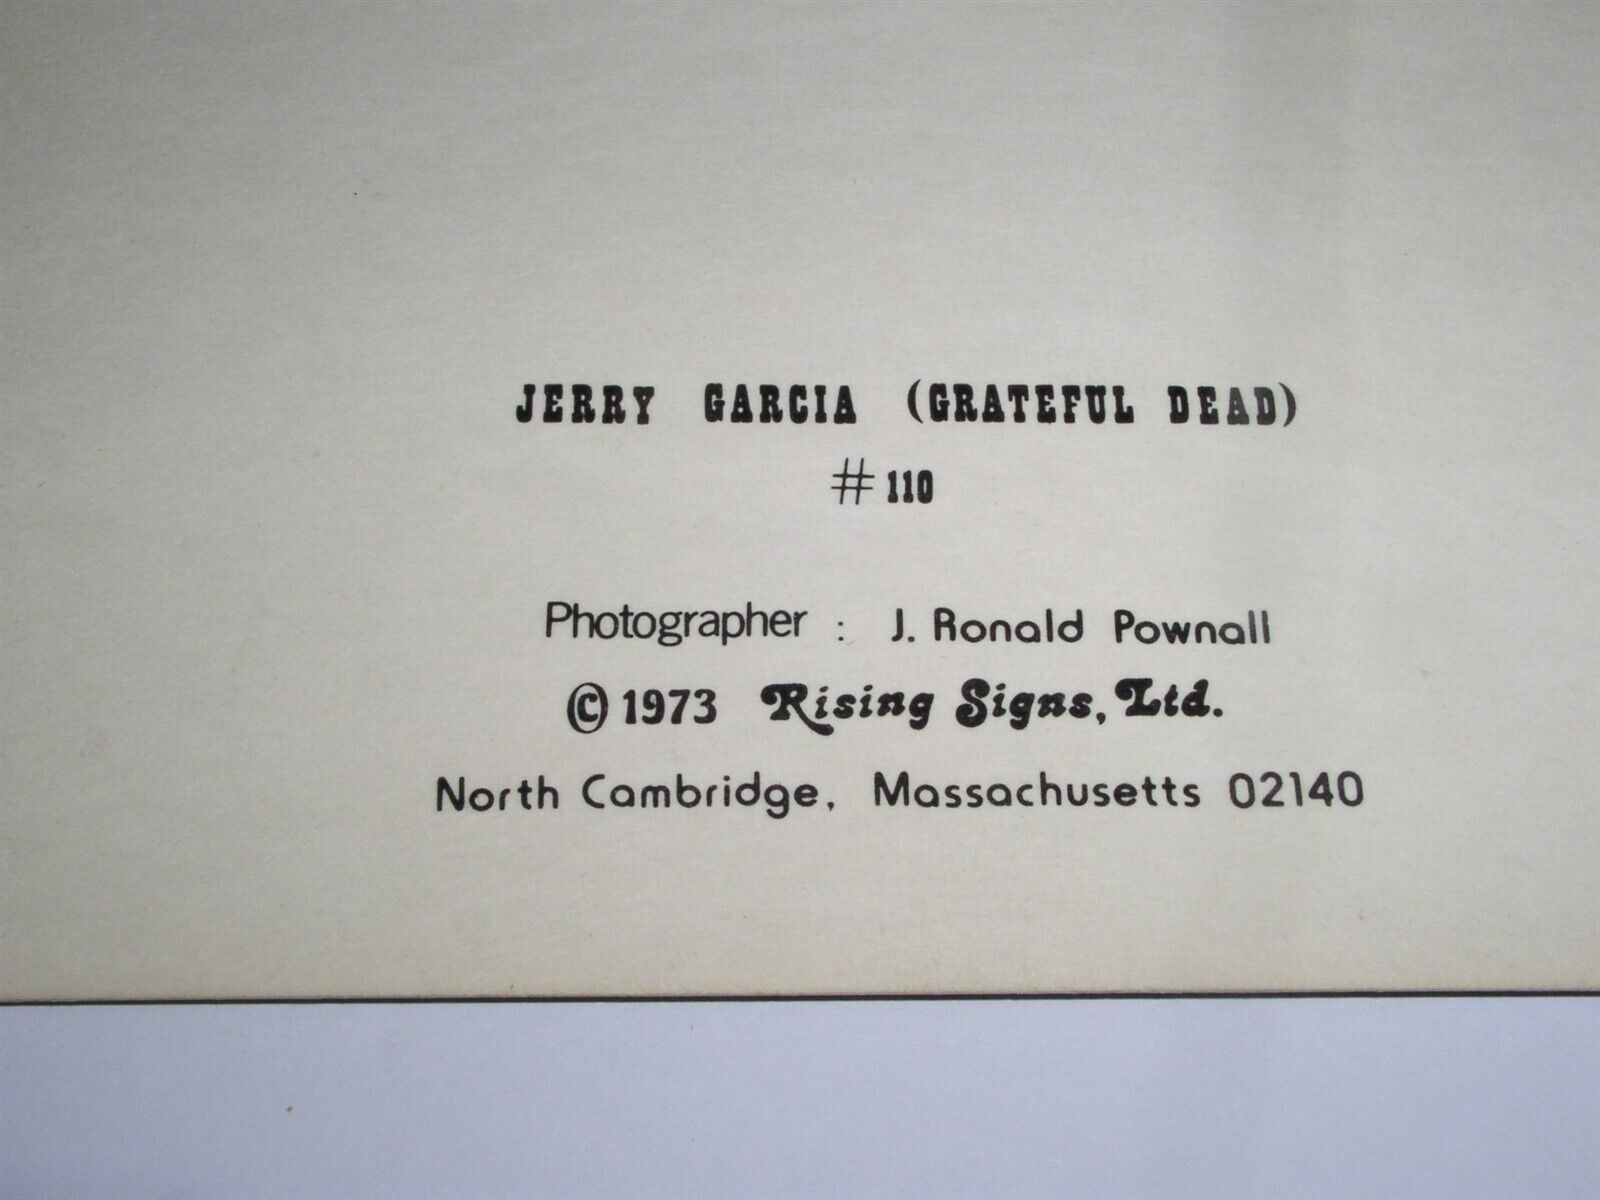 JERRY GARCIA (GRATEFUL DEAD)
# 110
Photographer : J. Ronald Pownall
© 1973 Rising Signs, Ltd.
North Cambridge, Massachusetts 02140